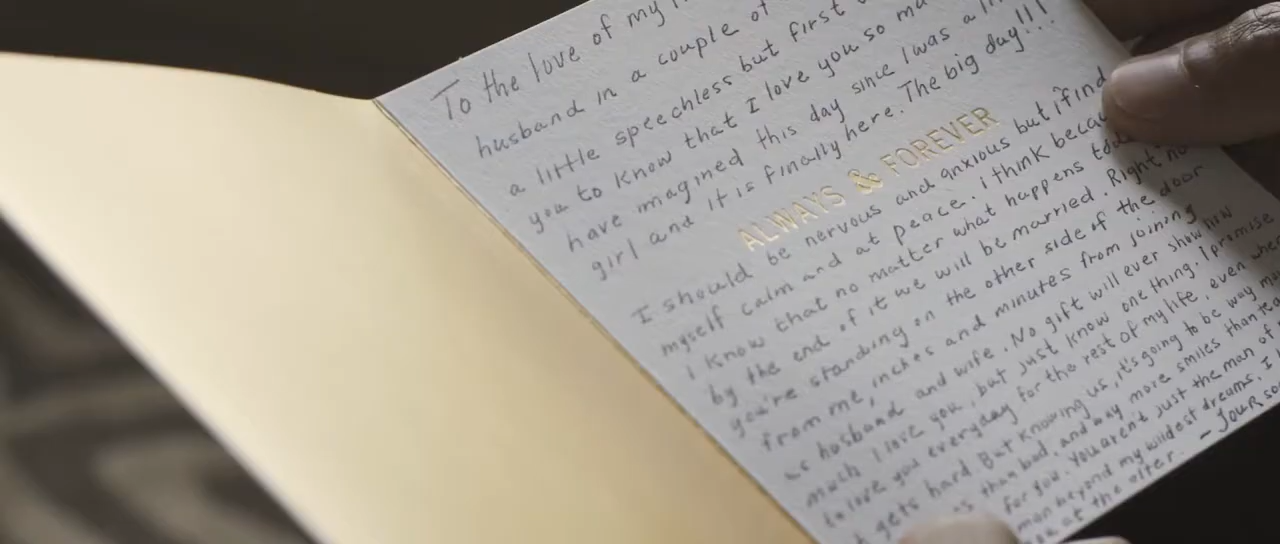 To the love of my
husband in a couple of
a little speechless but first
you to know that I love you so
have imagined this day since I was a
girl and it is finally here. The big day!!!
ALWAYS & FOREVER
I should be nervous and anxious but i find
myself calm and at peace. i think
i know that no matter what happens
by the end of it we will be married. Right
you're standing on the other side of the door
from me, inches and minutes from joining
as husband and wife. No gift will ever show how
much I love you, but just know one thing. I promise
to love you everyday for the rest of my life, even
gets hard. But knowing us, it's going to be way
than bad, and way more smiles than
for you. You aren't just the man of
man beyond my wildest dreams. I
at the alter. - Your